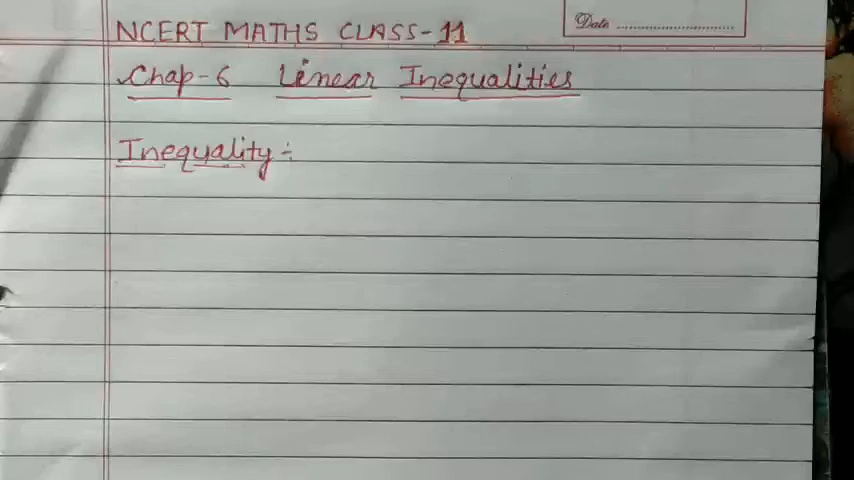 Date ........................
NCERT MATHS CLASS-11
Chap-6 Linear Inequalities
Inequality :-